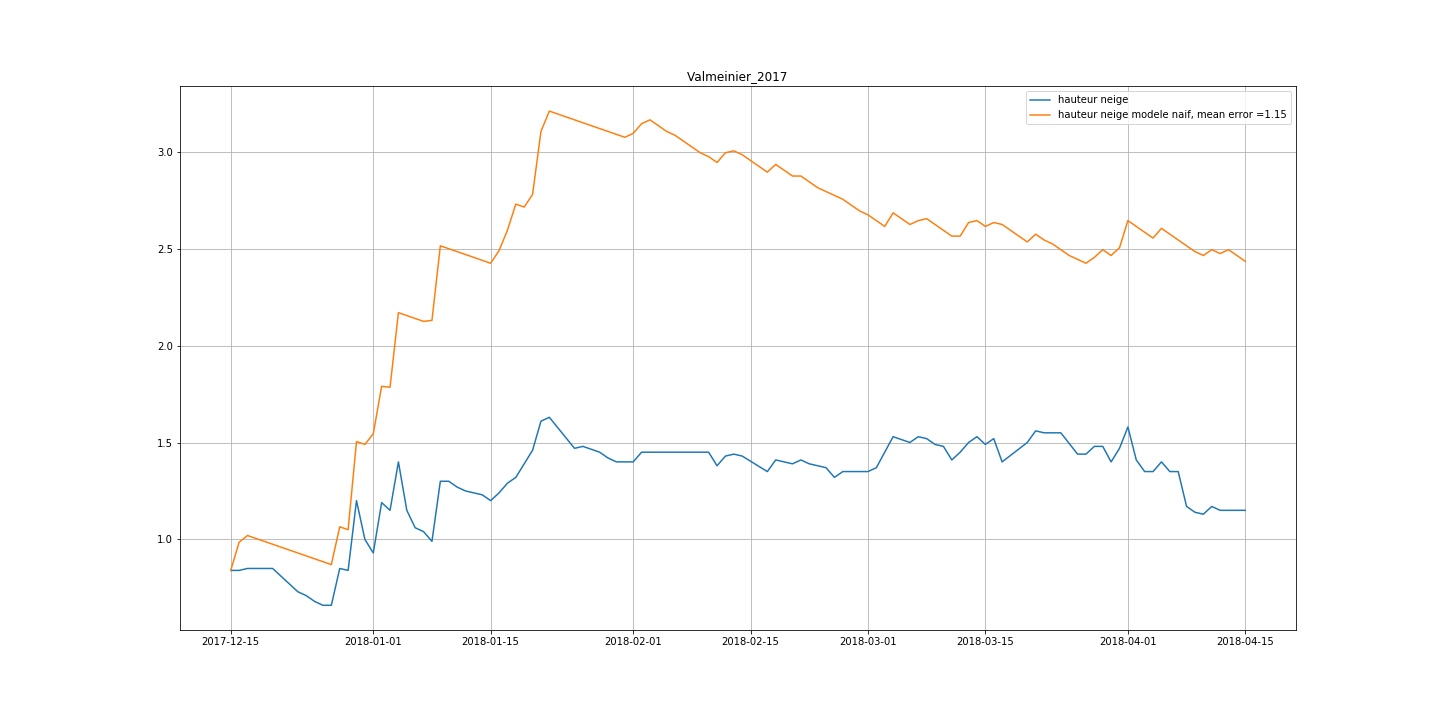 Valmeinier_2017
hauteur neige
hauteur neige modele naif, mean error =1.15
3.0
2.5
2.0
1.5
1.0
2017-12-15 2018-01-01 2018-01-15 2018-02-01 2018-02-15 2018-03-01 2018-03-15 2018-04-01 2018-04-15